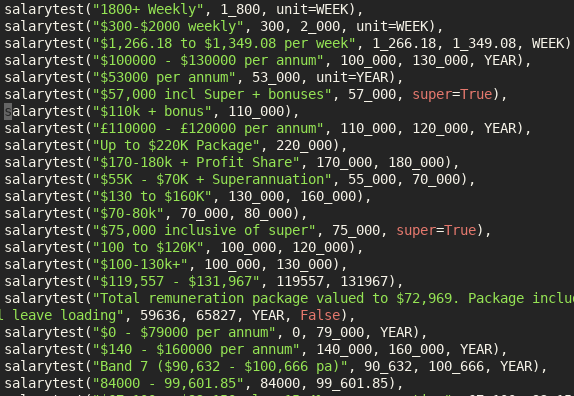 salarytest("1800+ Weekly", 1_800, unit=WEEK),
salarytest("$300-$2000 weekly", 300, 2_000, unit=WEEK),
salarytest("$1,266.18 to $1,349.08 per week", 1_266.18, 1_349.08, WEEK)
salarytest("$100000 - $130000 per annum", 100_000, 130_000, YEAR),
salarytest("$53000 per annum", 53_000, unit=YEAR),
salarytest("$57,000 incl Super + bonuses", 57_000, super=True),
salarytest("$110k + bonus", 110_000),
salarytest("£110000 - £120000 per annum", 110_000, 120_000, YEAR),
salarytest("Up to $220K Package", 220_000),
salarytest("$170-180k + Profit Share", 170_000, 180_000),
salarytest("$55K - $70K + Superannuation", 55_000, 70_000),
salarytest("$130 to $160K", 130_000, 160_000),
salarytest("$70-80k", 70_000, 80_000),
salarytest("$75,000 inclusive of super", 75_000, super=True),
salarytest("100 to $120K", 100_000, 120_000),
salarytest("$100-130k+", 100_000, 130_000),
salarytest("$119,557 - $131,967", 119557, 131967),
salarytest("Total remuneration package valued to $72,969. Package inclu
l leave loading", 59636, 65827, YEAR, False),
salarytest("$0 - $79000 per annum", 0, 79_000, YEAR),
salarytest("$140 - $160000 per annum", 140_000, 160_000, YEAR),
salarytest("Band 7 ($90,632 - $100,666 pa)", 90_632, 100_666, YEAR),
salarytest("84000 - 99,601.85", 84000, 99_601.85),